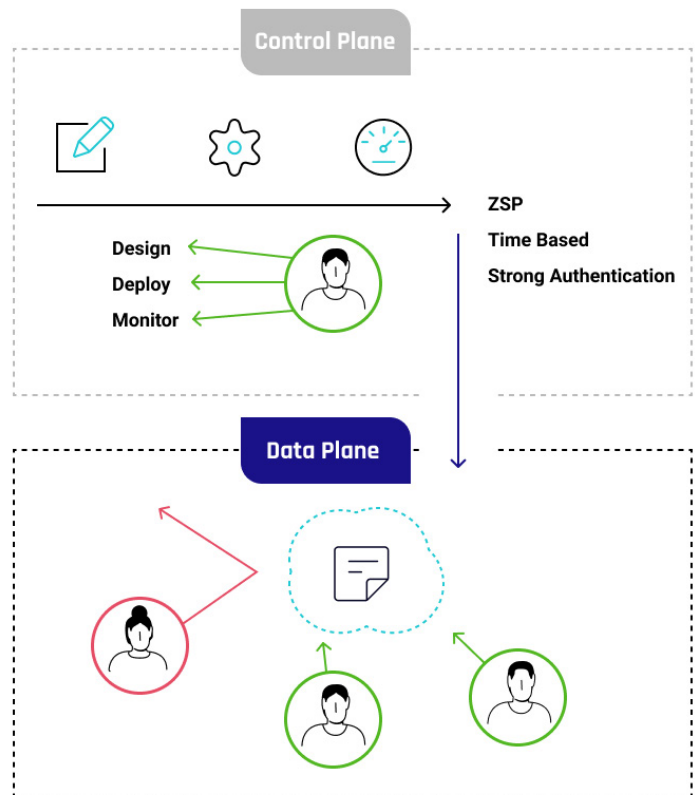 Control Plane
ZSP
Time Based
Strong Authentication
Design
Deploy
Monitor
Data Plane